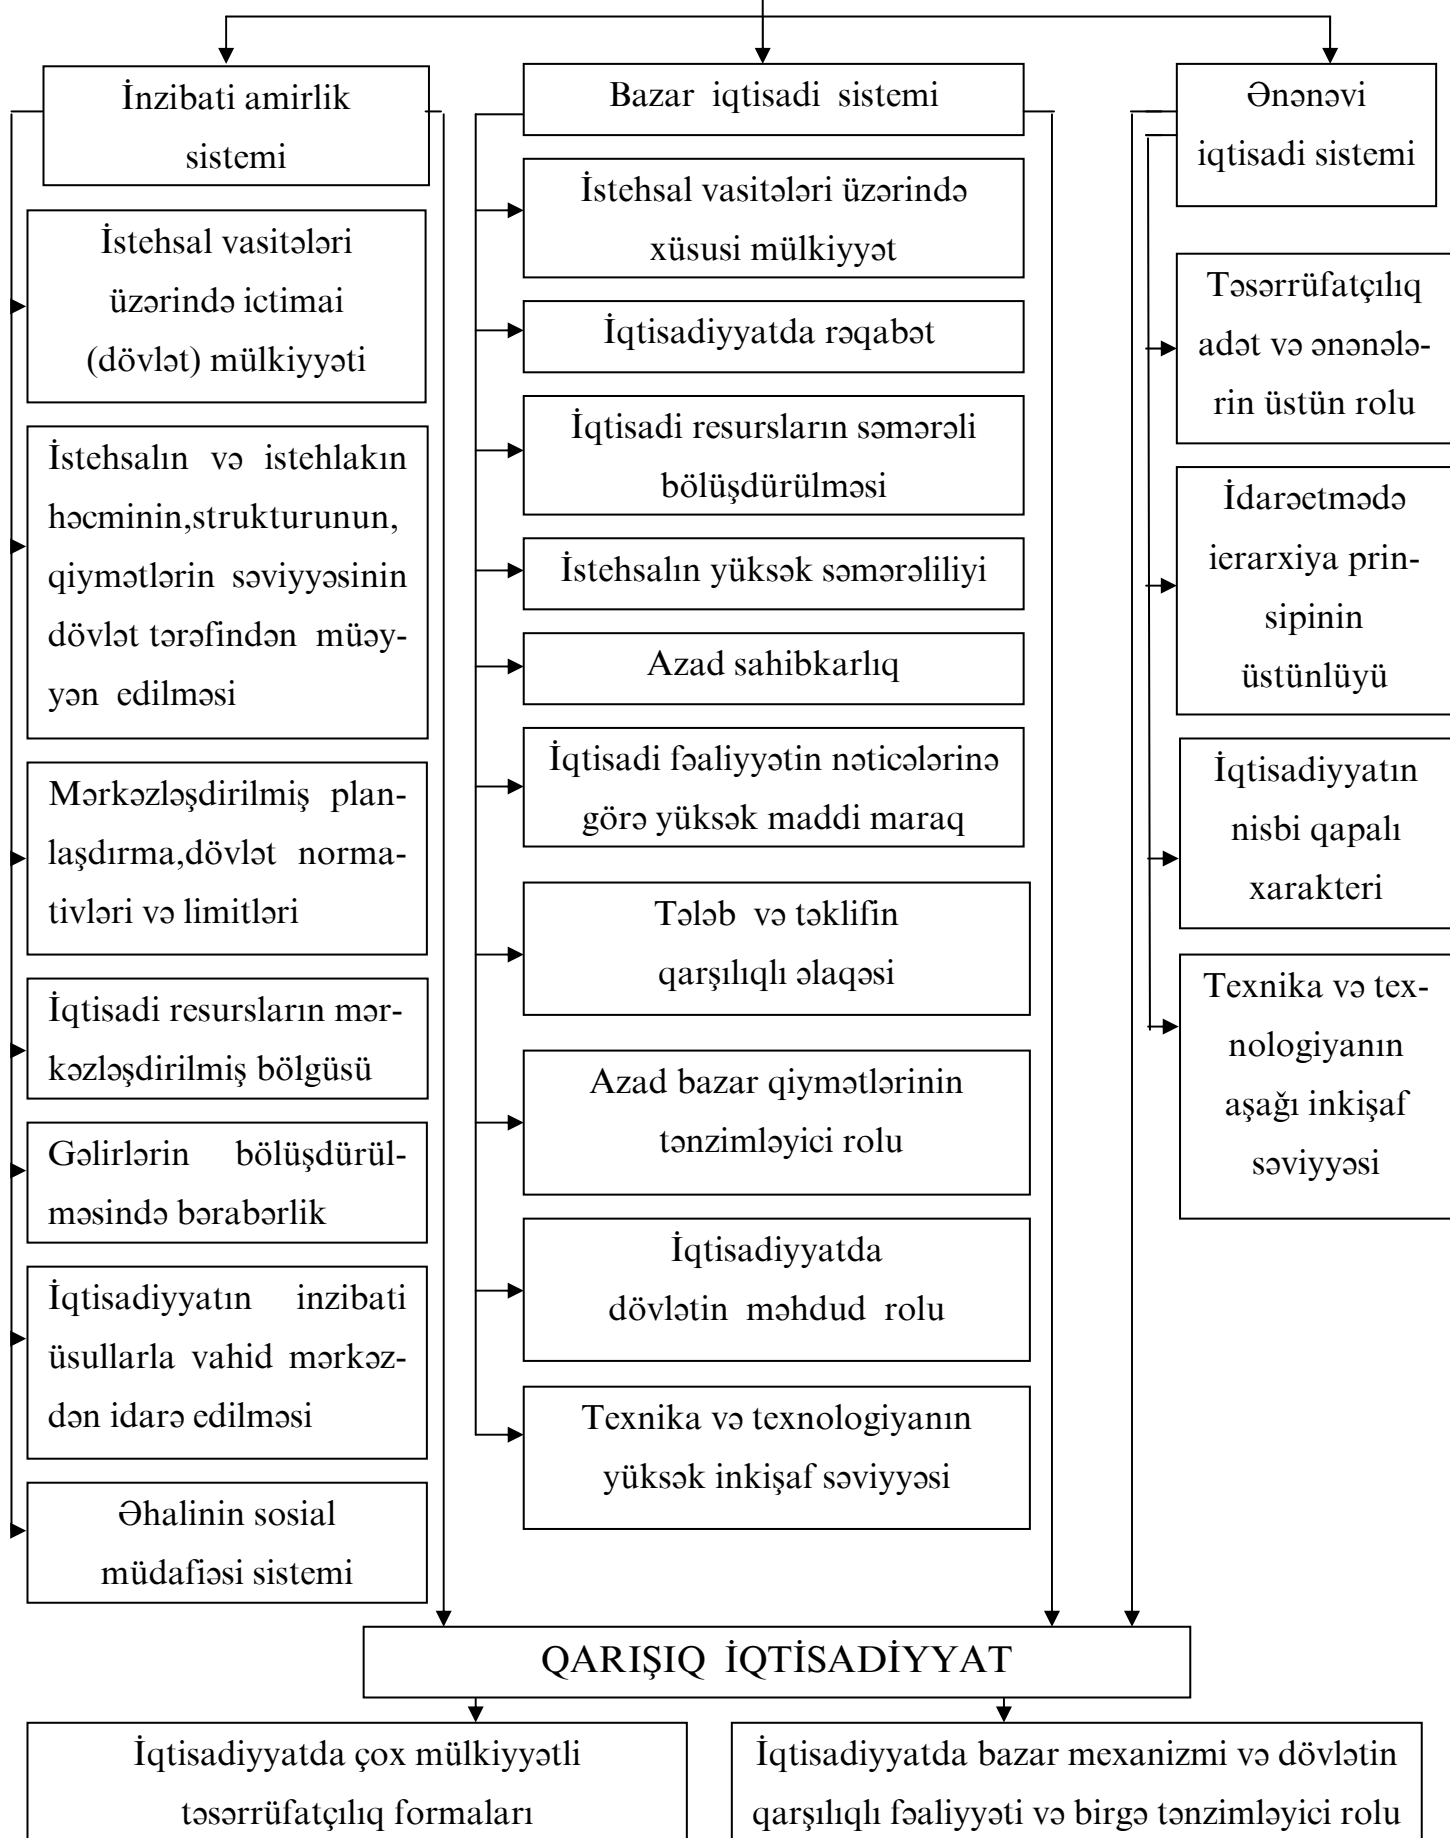 İnzibati amirlik
sistemi
İstehsal vasitələri
üzərində ictimai
(dövlət) mülkiyyəti
İstehsalın və istehlakın
həcminin,strukturunun,
qiymətlərin səviyyəsinin
dövlət tərəfindən müəy-
yən edilməsi
Mərkəzləşdirilmiş plan-
laşdırma,dövlət norma-
tivləri və limitləri
İqtisadi resursların mər-
kəzləşdirilmiş bölgüsü
Gəlirlərin bölüşdürül-
məsində bərabərlik
İqtisadiyyatın inzibati
üsullarla vahid mərkəz-
dən idarə edilməsi
Əhalinin sosial
müdafiəsi sistemi
Bazar iqtisadi sistemi
İstehsal vasitələri üzərində
xüsusi mülkiyyət
İqtisadiyyatda rəqabət
İqtisadi resursların səmərəli
bölüşdürülməsi
İstehsalın yüksək səmərəliliyi
Azad sahibkarlıq
İqtisadi fəaliyyətin nəticələrinə
görə yüksək maddi maraq
Tələb və təklifin
qarşılıqlı əlaqəsi
Azad bazar qiymətlərinin
tənzimləyici rolu
İqtisadiyyatda
dövlətin məhdud rolu
Texnika və texnologiyanın
yüksək inkişaf səviyyəsi
Ənənəvi
iqtisadi sistemi
Təsərrüfatçılıq
adət və ənənələ-
rin üstün rolu
İdarəetmədə
ierarxiya prin-
sipinin
üstünlüyü
İqtisadiyyatın
nisbi qapalı
xarakteri
Texnika və tex-
nologiyanın
aşağı inkişaf
səviyyəsi
QARIŞIQ İQTİSADİYYAT
İqtisadiyyatda çox mülkiyyətli
təsərrüfatçılıq formaları
İqtisadiyyatda bazar mexanizmi və dövlətin
qarşılıqlı fəaliyyəti və birgə tənzimləyici rolu